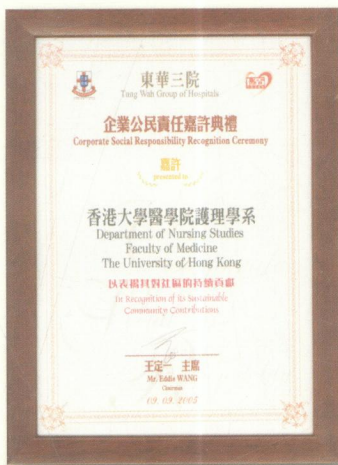 東華三院
Tung Wah Group of Hospitals
企業公民責任嘉許典禮
Corporate Social Responsibility Recognition Ceremony
嘉許
presented to
香港大學醫學院護理學系
Department of Nursing Studies
Faculty of Medicine
The University of Hong Kong
以表揚其對社區的持續貢獻
In Recognition of its Sustainable
Community Contributions
王定一 主席
Mr. Eddie WANG
Chairman
09. 09. 2005